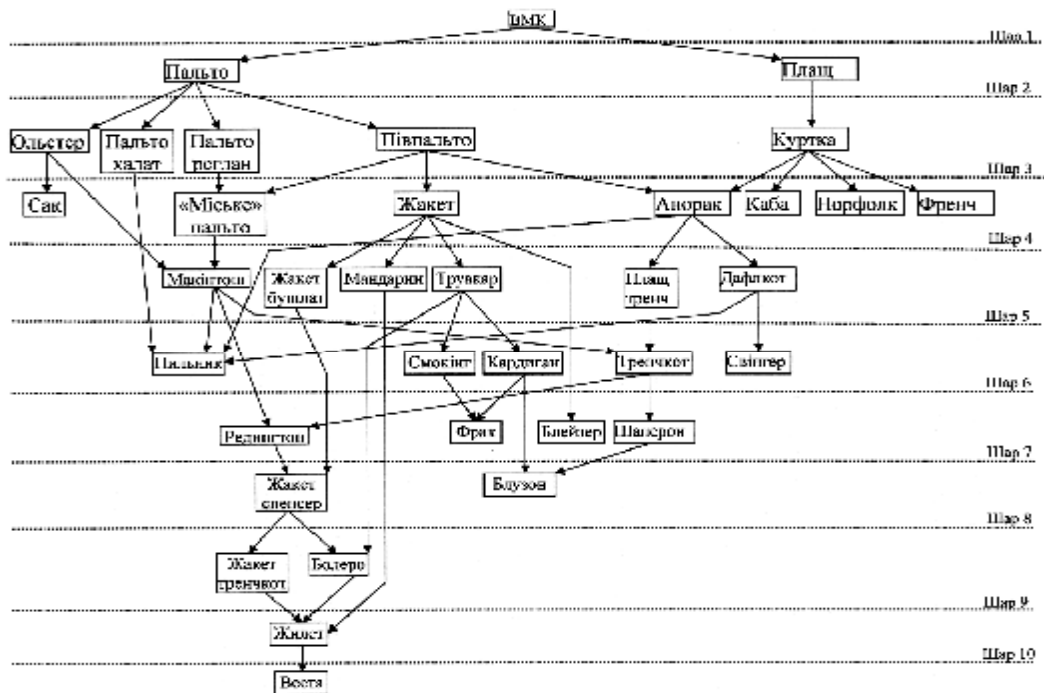 ВМК
Шар 1
Пальто
Плащ
Шар 2
Ольстер
Пальто
халат
Пальто
реглан
Півпальто
Куртка
Шар 3
Сак
«Міське»
пальто
Жакет
Анорак
Каба
Норфолк
Френч
Шар 4
Макінтош
Жакет
бушлат
Мандарин
Трувкар
Плащ
тренч
Дафлкот
Шар 5
Пильник
Смокінг
Кардиган
Тренчкот
Свінгер
Шар 6
Редингтон
Фрак
Блейзер
Шаперон
Шар 7
Жакет
спенсер
Блузон
Шар 8
Жакет
тренчкот
Болеро
Шар 9
Жилет
Шар 10
Веста